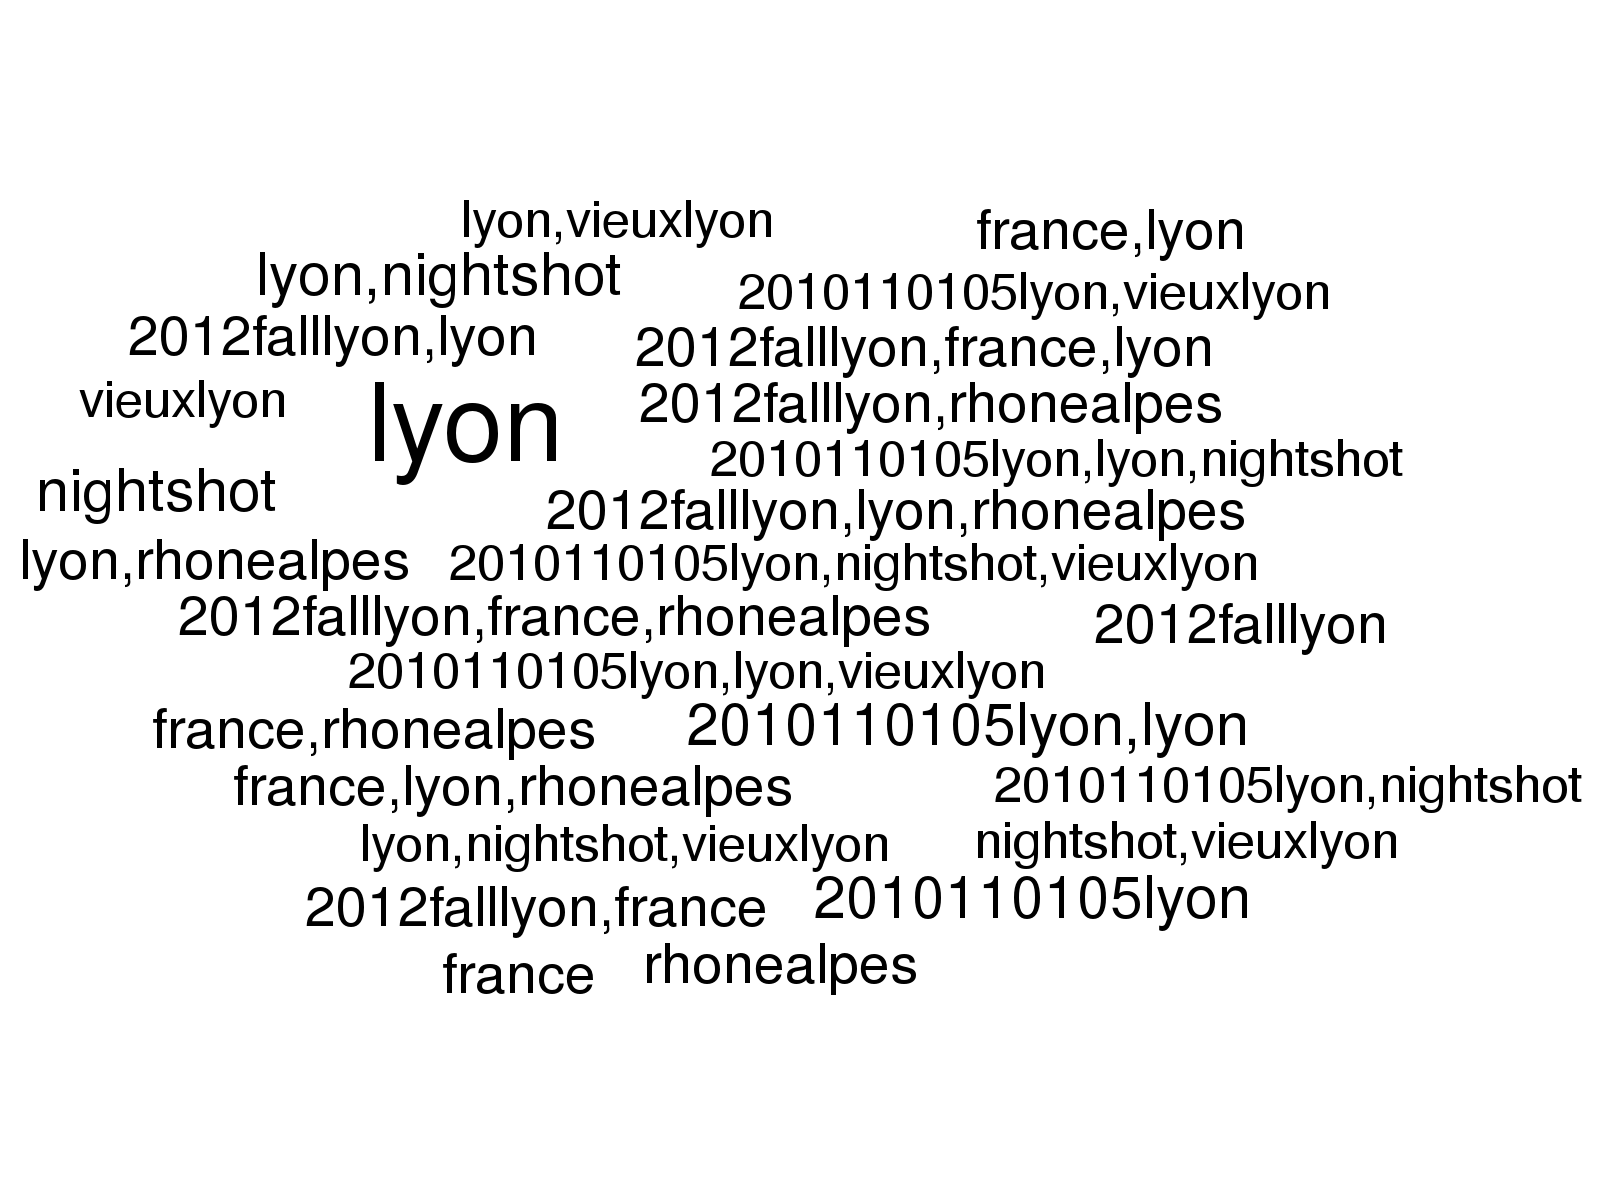 lyon,vieuxlyon
france,lyon
lyon,nightshot
2010110105lyon,vieuxlyon
2012falllyon,lyon
2012falllyon,france,lyon
vieuxlyon
lyon
2012falllyon,rhonealpes
2010110105lyon,lyon,nightshot
nightshot
2012falllyon,lyon,rhonealpes
lyon,rhonealpes
2010110105lyon,nightshot,vieuxlyon
2012falllyon,france,rhonealpes
2012falllyon
2010110105lyon,lyon,vieuxlyon
france,rhonealpes
2010110105lyon,lyon
france,lyon,rhonealpes
2010110105lyon,nightshot
lyon,nightshot,vieuxlyon
nightshot,vieuxlyon
2012falllyon,france
2010110105lyon
france
rhonealpes